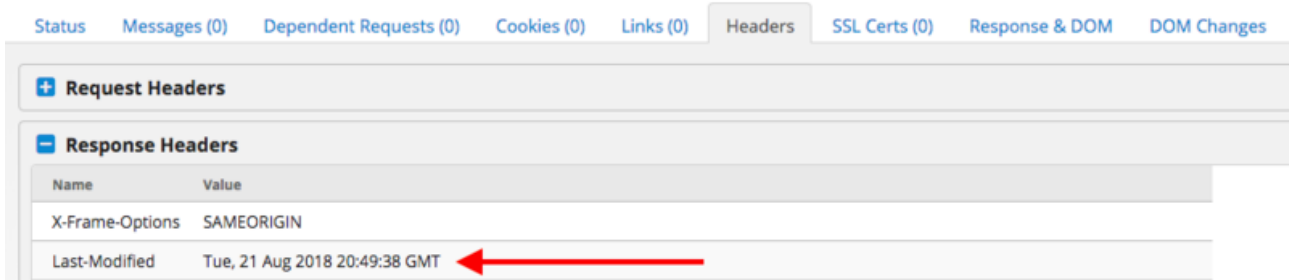 Status Messages (0) Dependent Requests (0) Cookies (0) Links (0) Headers SSL Certs (0) Response & DOM DOM Changes
Request Headers
Response Headers
Name Value
X-Frame-Options SAMEORIGIN
Last-Modified Tue, 21 Aug 2018 20:49:38 GMT